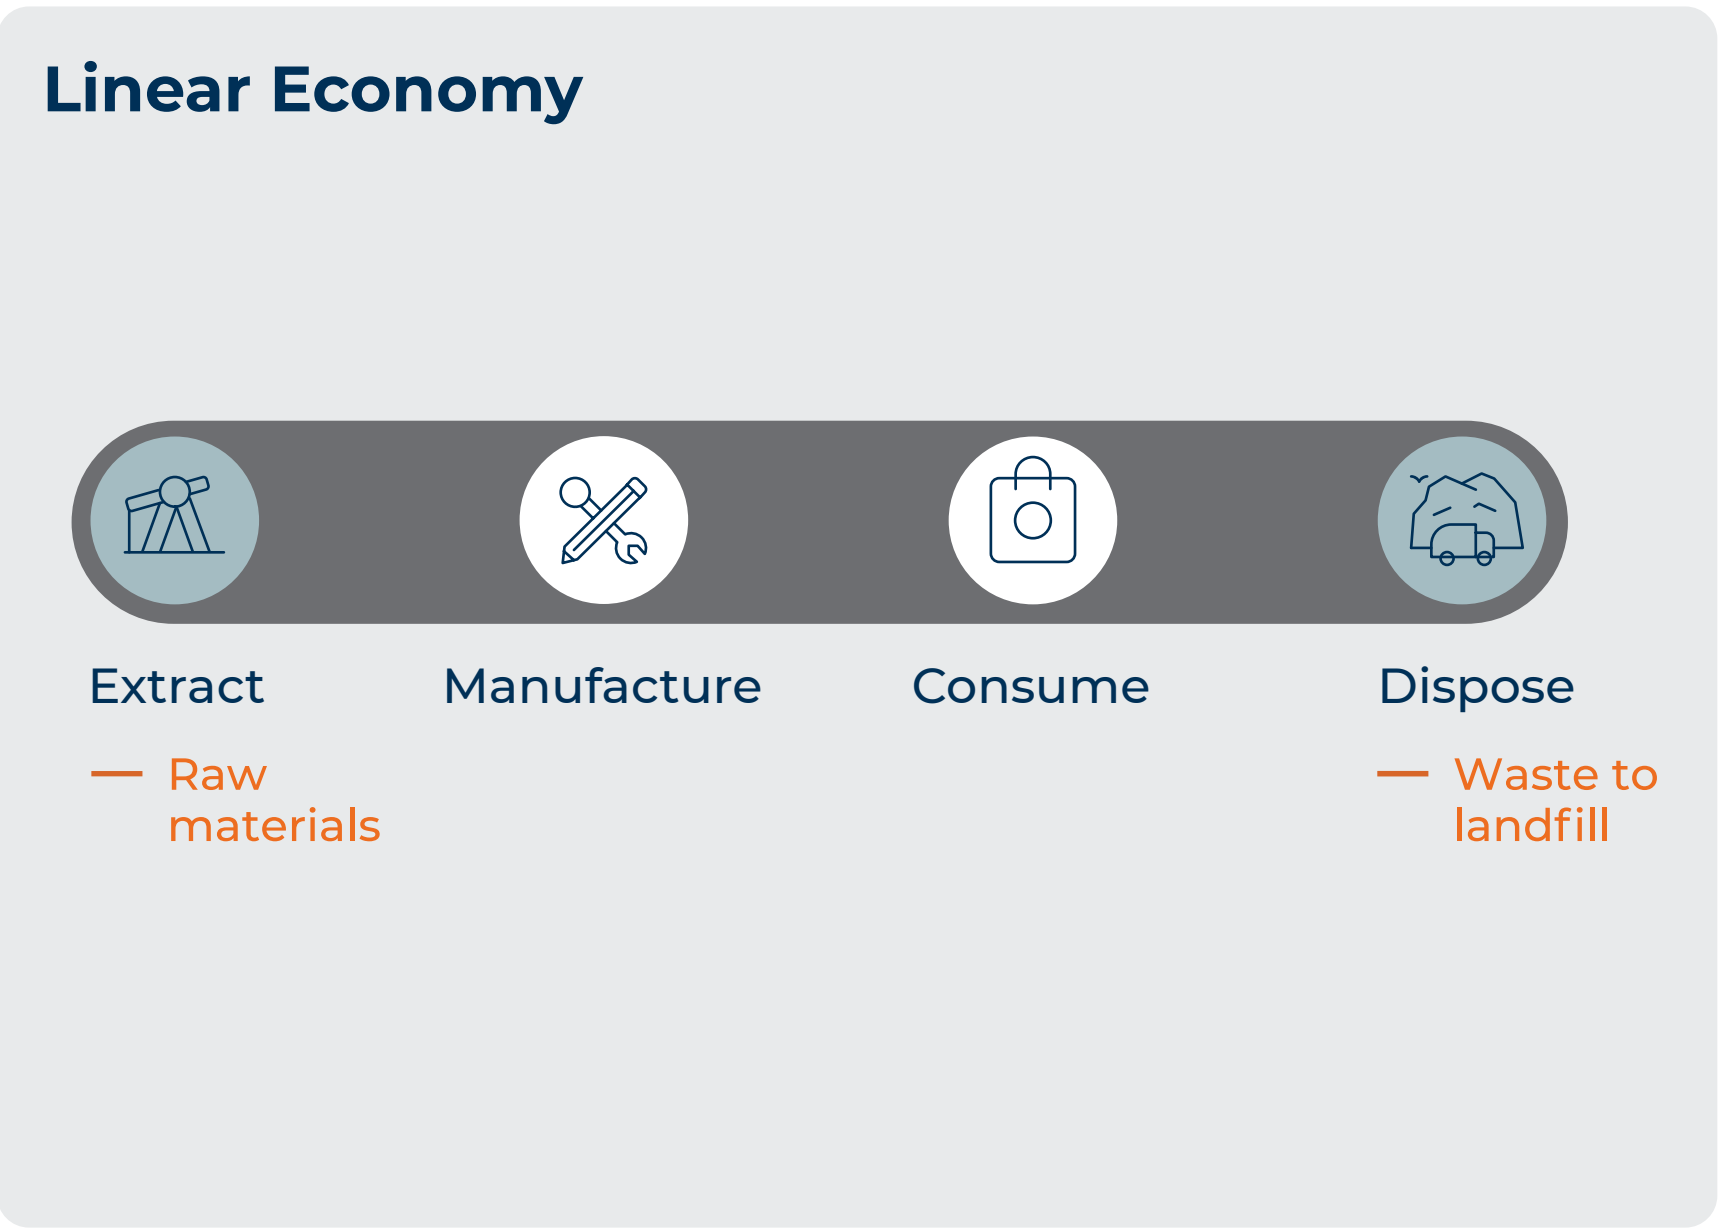 Linear Economy
Extract
Manufacture
Consume
Dispose
— Raw
materials
— Waste to
landfill